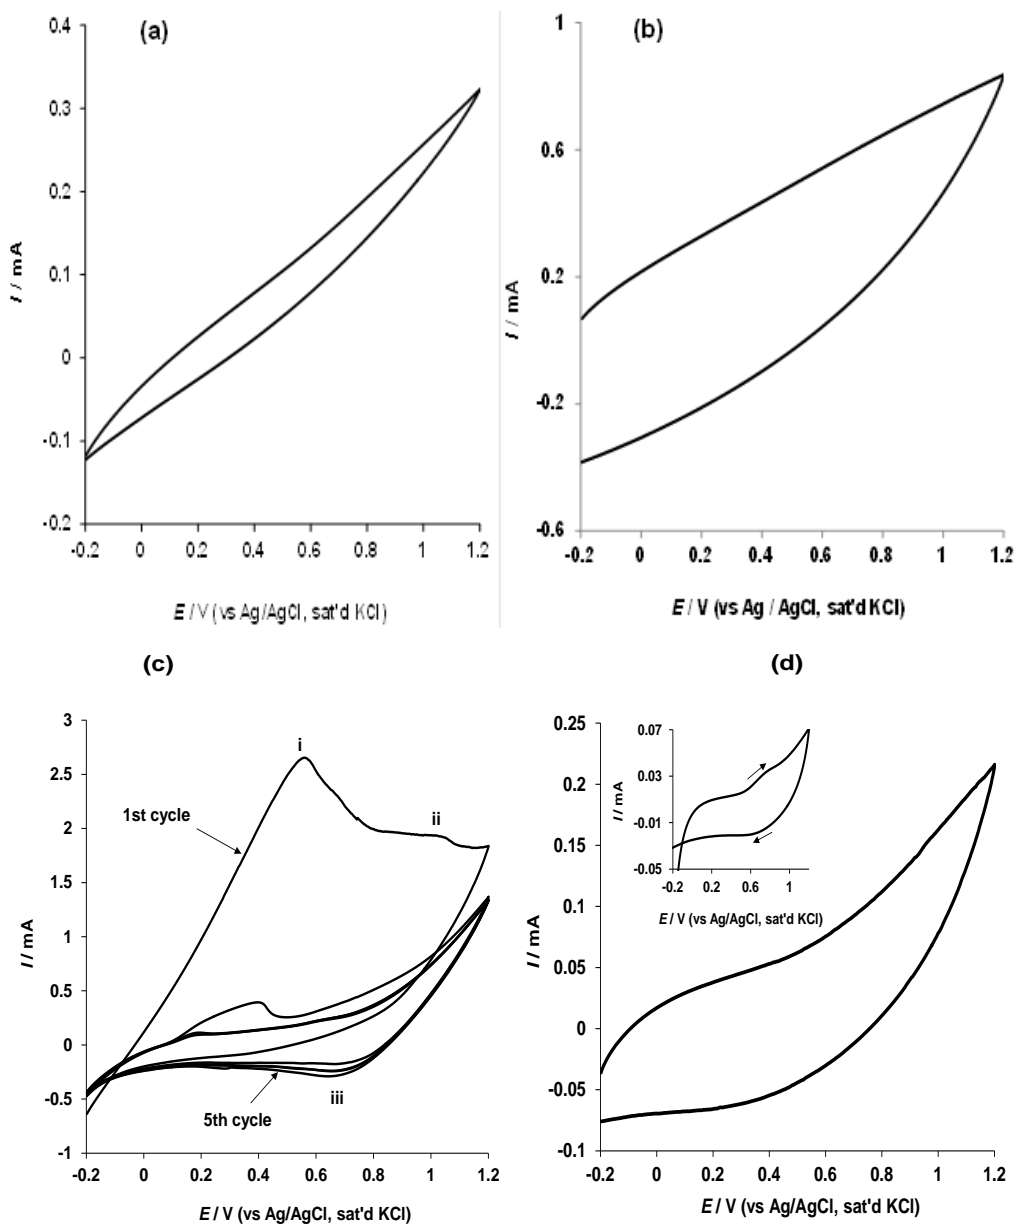 (a)
0.4
0.3
0.2
0.1
0
-0.1
-0.2
-0.2 0 0.2 0.4 0.6 0.8 1 1.2
I / mA
E / V (vs Ag/AgCl, sat'd KCl)
(b)
1
0.6
0.2
-0.2
-0.6
-0.2 0 0.2 0.4 0.6 0.8 1 1.2
I / mA
E / V (vs Ag / AgCl, sat'd KCl)
(c)
3
2.5
2
1.5
1
0.5
0
-0.5
-1
-0.2 0 0.2 0.4 0.6 0.8 1 1.2
I / mA
i
ii
1st cycle
iii
5th cycle
E / V (vs Ag/AgCl, sat'd KCl)
(d)
0.25
0.2
0.15
0.1
0.05
0
-0.05
-0.1
-0.2 0 0.2 0.4 0.6 0.8 1 1.2
I / mA
0.07
0.03
-0.01
-0.05
-0.2 0.2 0.6 1
I / mA
E / V (vs Ag/AgCl, sat'd KCl)
E / V (vs Ag/AgCl, sat'd KCl)